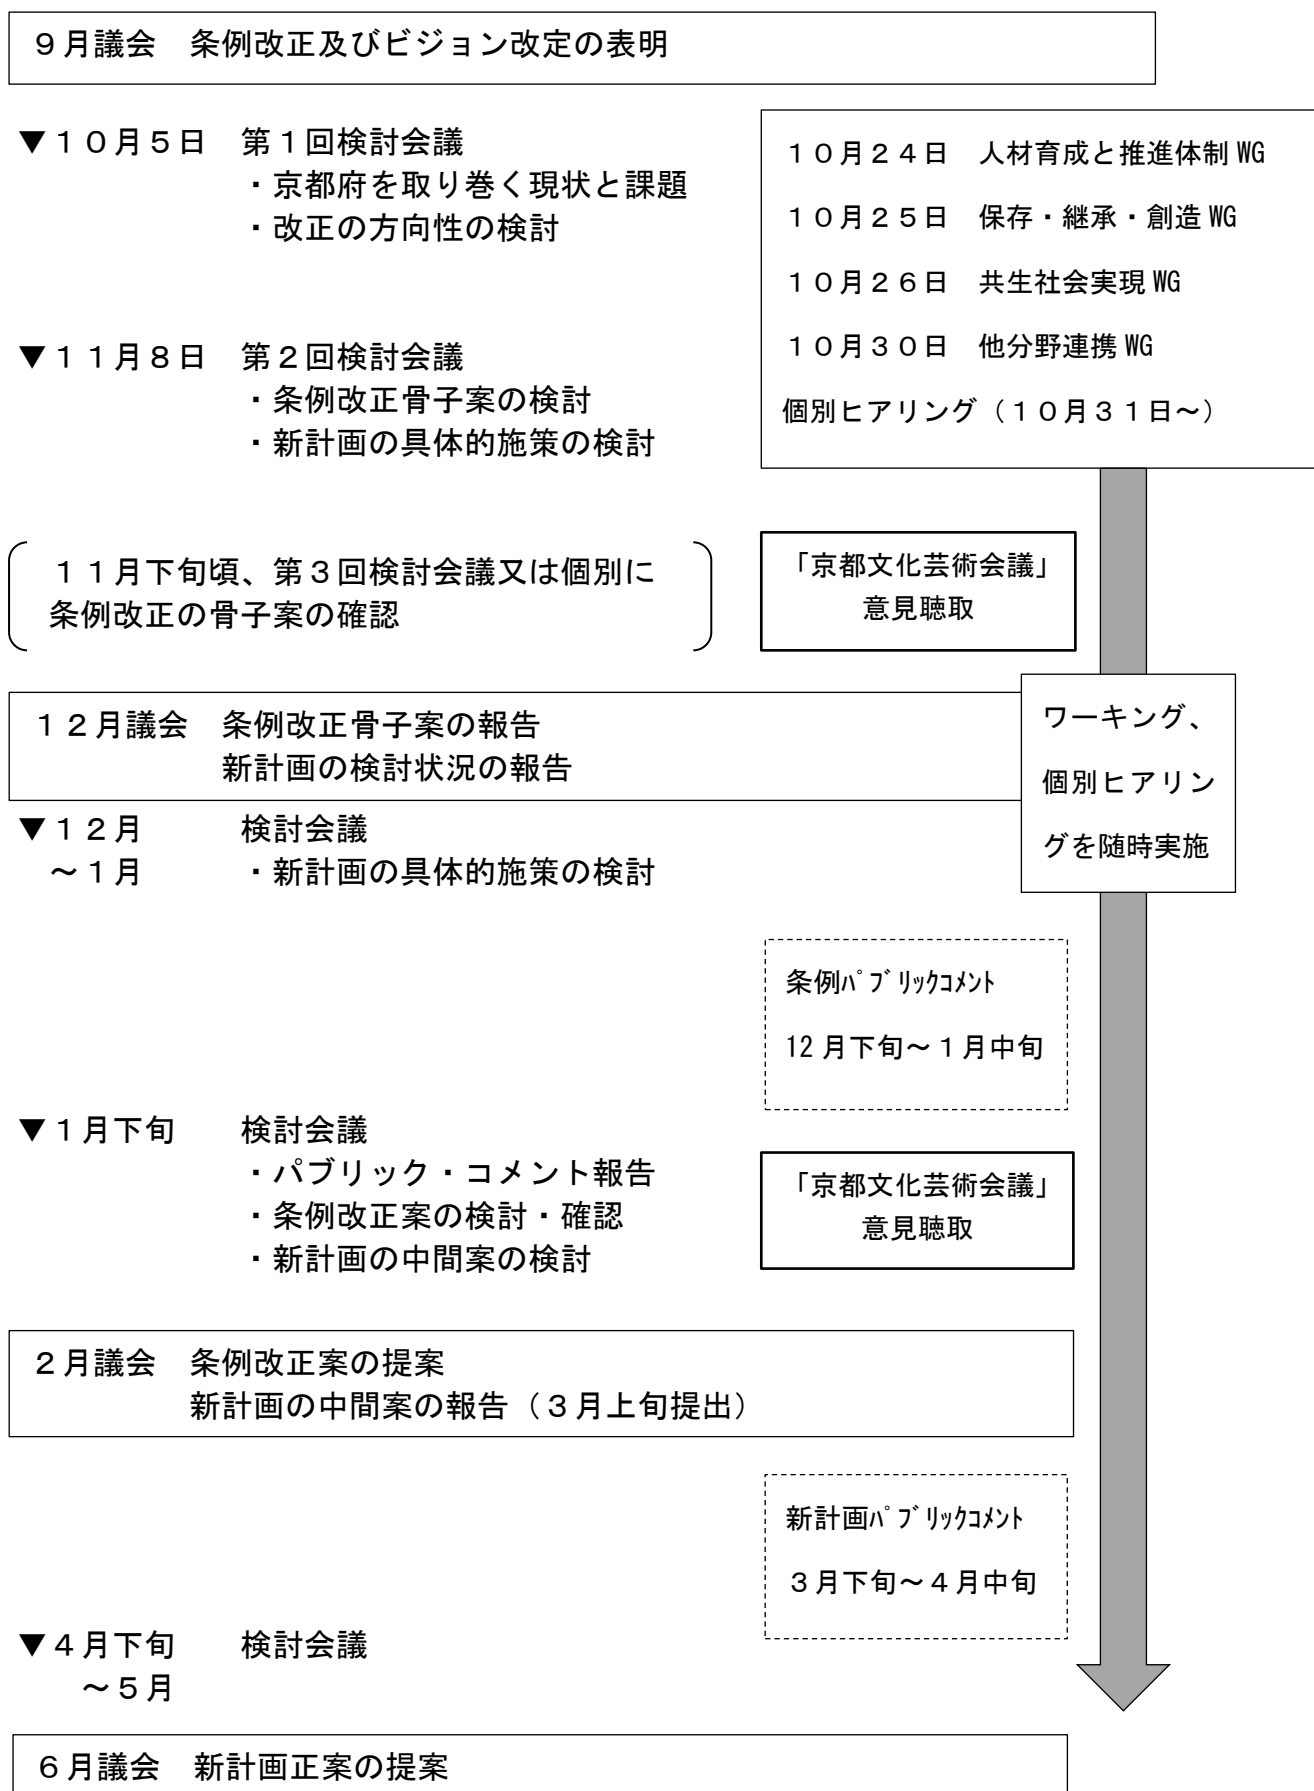 ９月議会　条例改正及びビジョン改定の表明
▼１０月５日　第１回検討会議
・京都府を取り巻く現状と課題
・改正の方向性の検討
１０月２４日　人材育成と推進体制 WG
１０月２５日　保存・継承・創造 WG
１０月２６日　共生社会実現 WG
１０月３０日　他分野連携 WG
個別ヒアリング（１０月３１日～）
▼１１月８日　第２回検討会議
・条例改正骨子案の検討
・新計画の具体的施策の検討
１１月下旬頃、第３回検討会議又は個別に
条例改正の骨子案の確認
「京都文化芸術会議」
意見聴取
１２月議会　条例改正骨子案の報告
新計画の検討状況の報告
ワーキング、
個別ヒアリン
グを随時実施
▼１２月　　　検討会議
～１月　　　・新計画の具体的施策の検討
条例ﾊﾟﾌﾞﾘｯｸｺﾒﾝﾄ
12 月下旬～１月中旬
▼１月下旬　　検討会議
・パブリック・コメント報告
・条例改正案の検討・確認
・新計画の中間案の検討
「京都文化芸術会議」
意見聴取
２月議会　条例改正案の提案
新計画の中間案の報告（３月上旬提出）
新計画ﾊﾟﾌﾞﾘｯｸｺﾒﾝﾄ
３月下旬～４月中旬
▼４月下旬　　検討会議
～５月
６月議会　新計画正案の提案